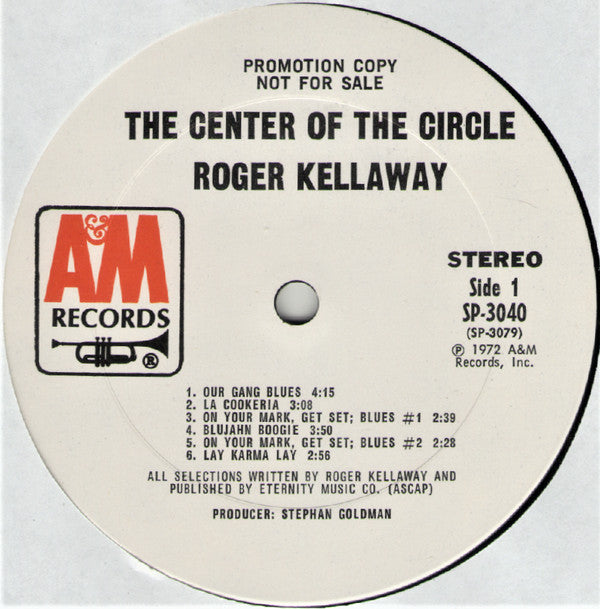 PROMOTION COPY
NOT FOR SALE
THE CENTER OF THE CIRCLE
ROGER KELLAWAY
A&M
RECORDS
®
STEREO
Side 1
SP-3040
(SP-3079)
℗ 1972 A&M
Records, Inc.
1. OUR GANG BLUES 4:15
2. LA COOKERIA 3:08
3. ON YOUR MARK, GET SET; BLUES #1 2:39
4. BLUJAHN BOOGIE 3:50
5. ON YOUR MARK, GET SET; BLUES #2 2:28
6. LAY KARMA LAY 2:56
ALL SELECTIONS WRITTEN BY ROGER KELLAWAY AND
PUBLISHED BY ETERNITY MUSIC CO. (ASCAP)
PRODUCER: STEPHAN GOLDMAN